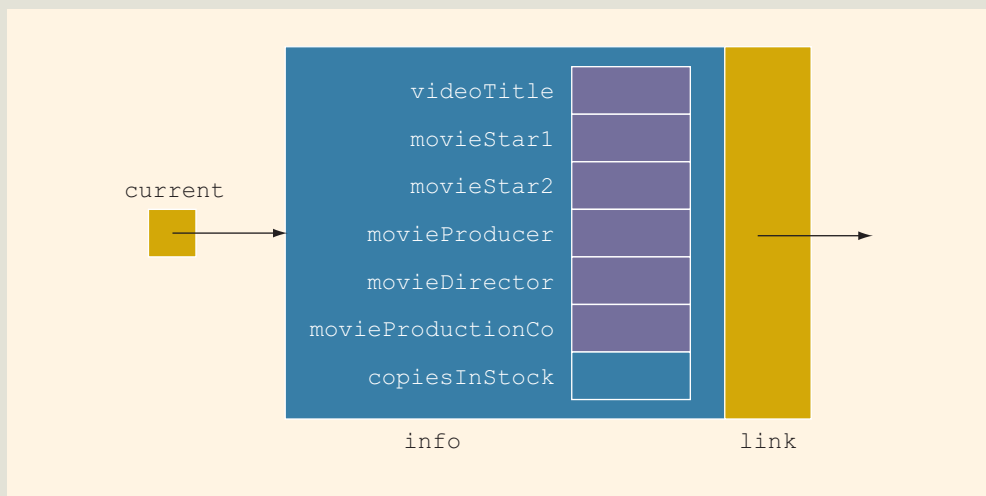 videoTitle
movieStar1
movieStar2
current
movieProducer
movieDirector
movieProductionCo
copiesInStock
info link